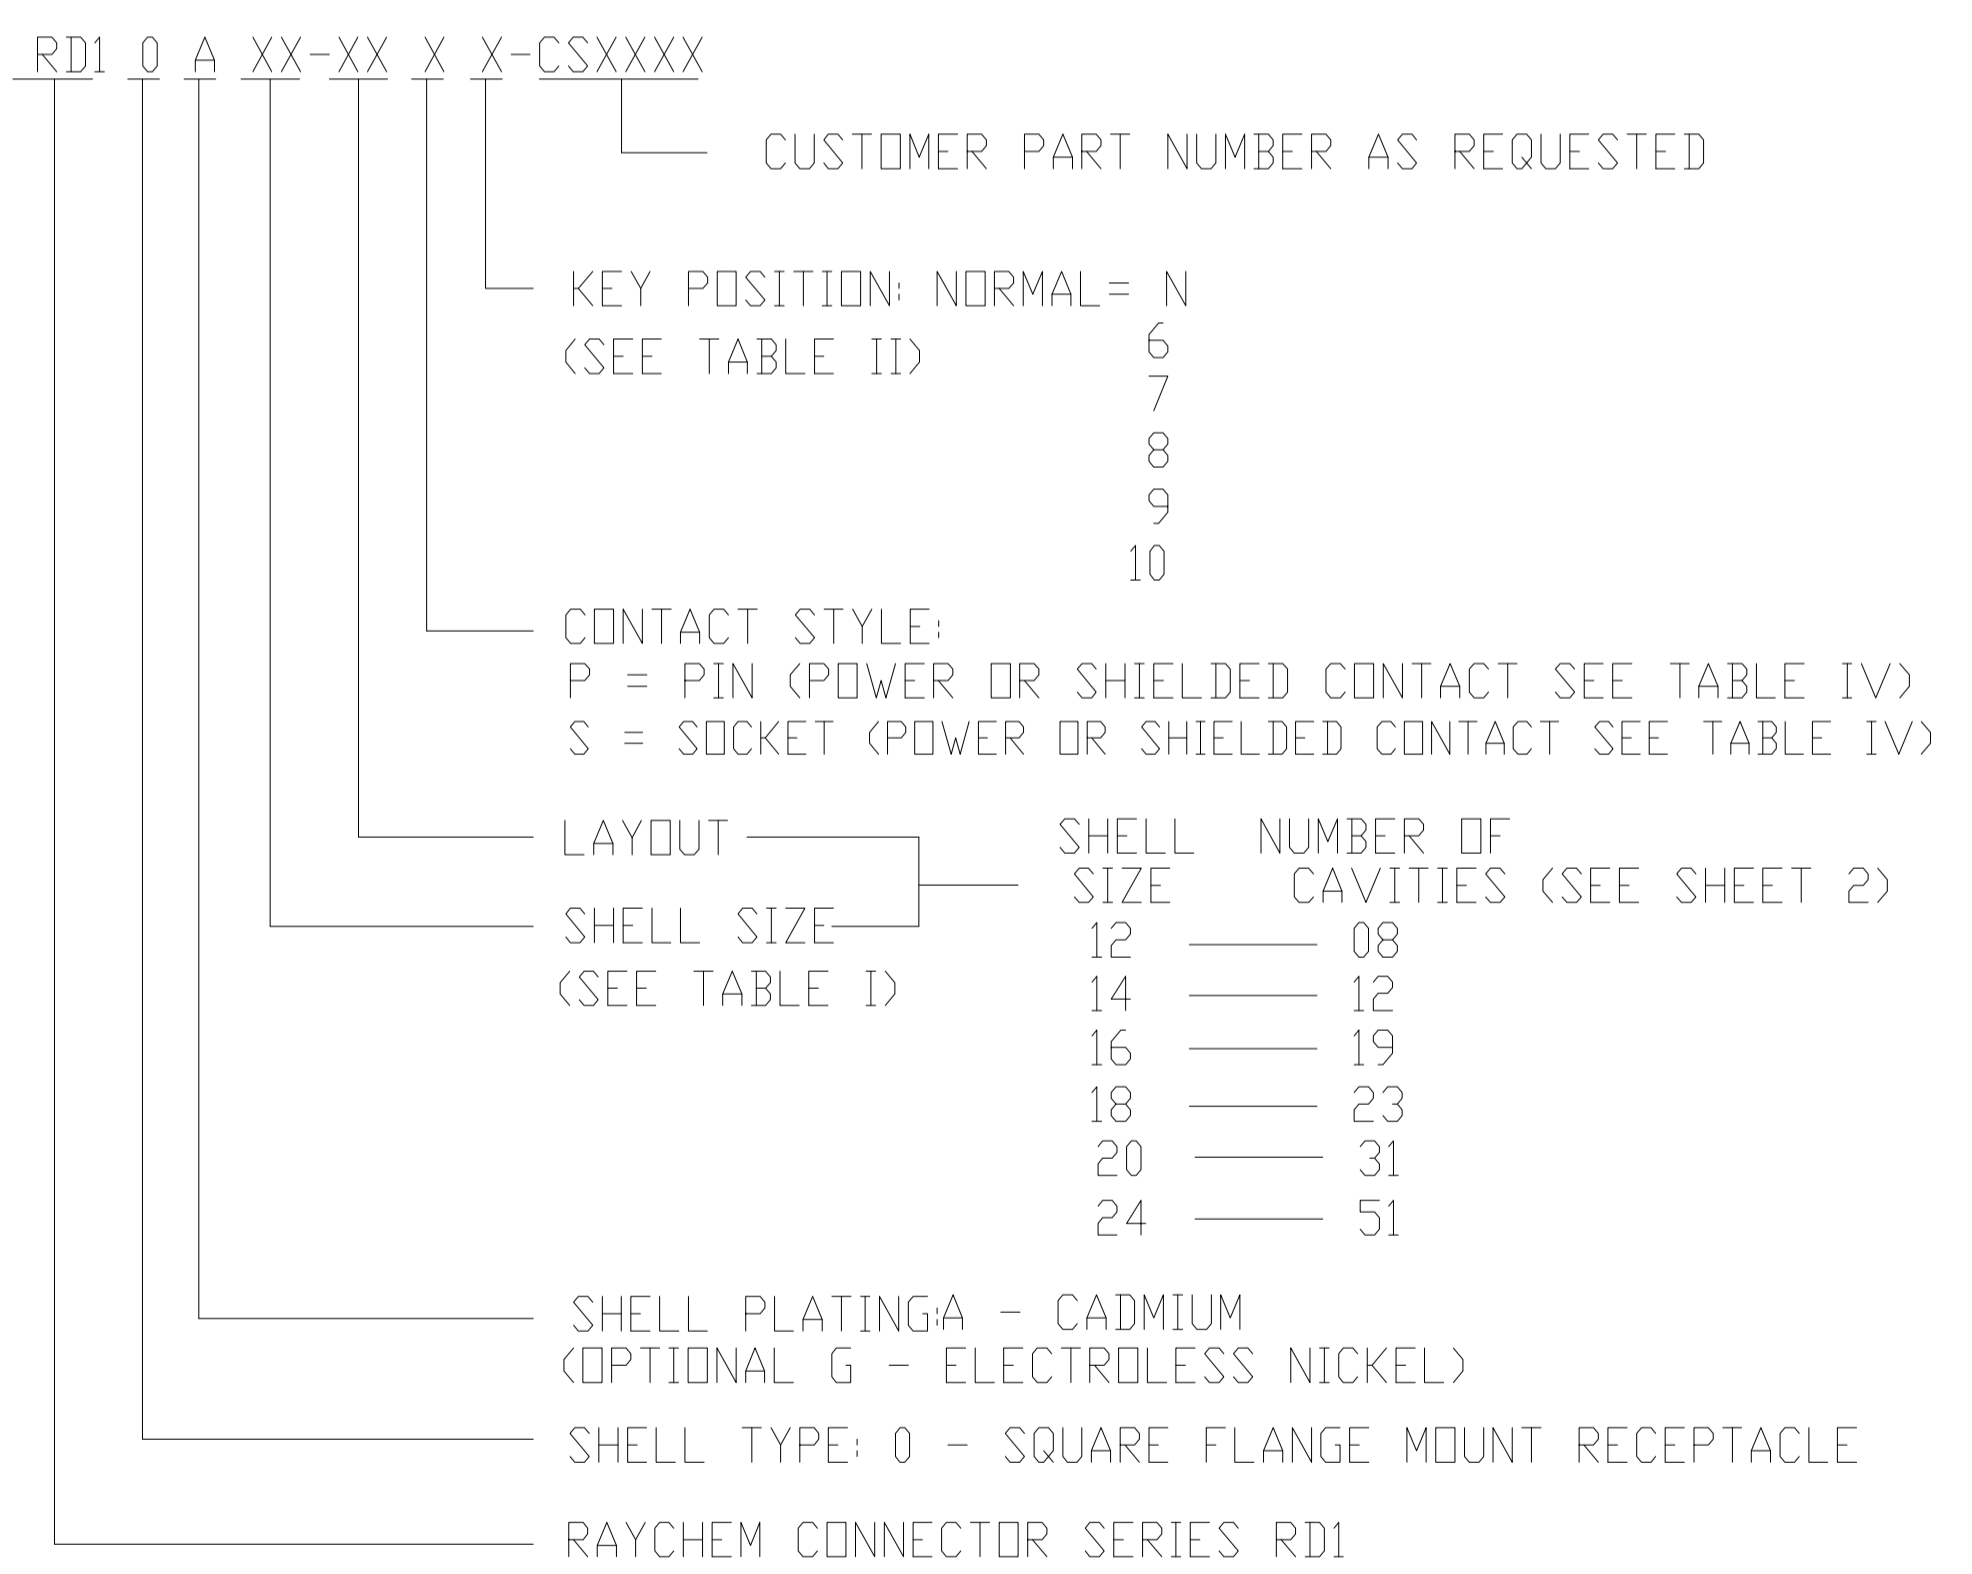 RD1 0 A XX-XX X X-CSXXXX
CUSTOMER PART NUMBER AS REQUESTED
KEY POSITION: NORMAL= N
(SEE TABLE II)
6
7
8
9
10
CONTACT STYLE:
P = PIN (POWER OR SHIELDED CONTACT SEE TABLE IV)
S = SOCKET (POWER OR SHIELDED CONTACT SEE TABLE IV)
LAYOUT
SHELL SIZE
(SEE TABLE I)
SHELL NUMBER OF
SIZE CAVITIES (SEE SHEET 2)
12 08
14 12
16 19
18 23
20 31
24 51
SHELL PLATING:A - CADMIUM
(OPTIONAL G - ELECTROLESS NICKEL)
SHELL TYPE: 0 - SQUARE FLANGE MOUNT RECEPTACLE
RAYCHEM CONNECTOR SERIES RD1